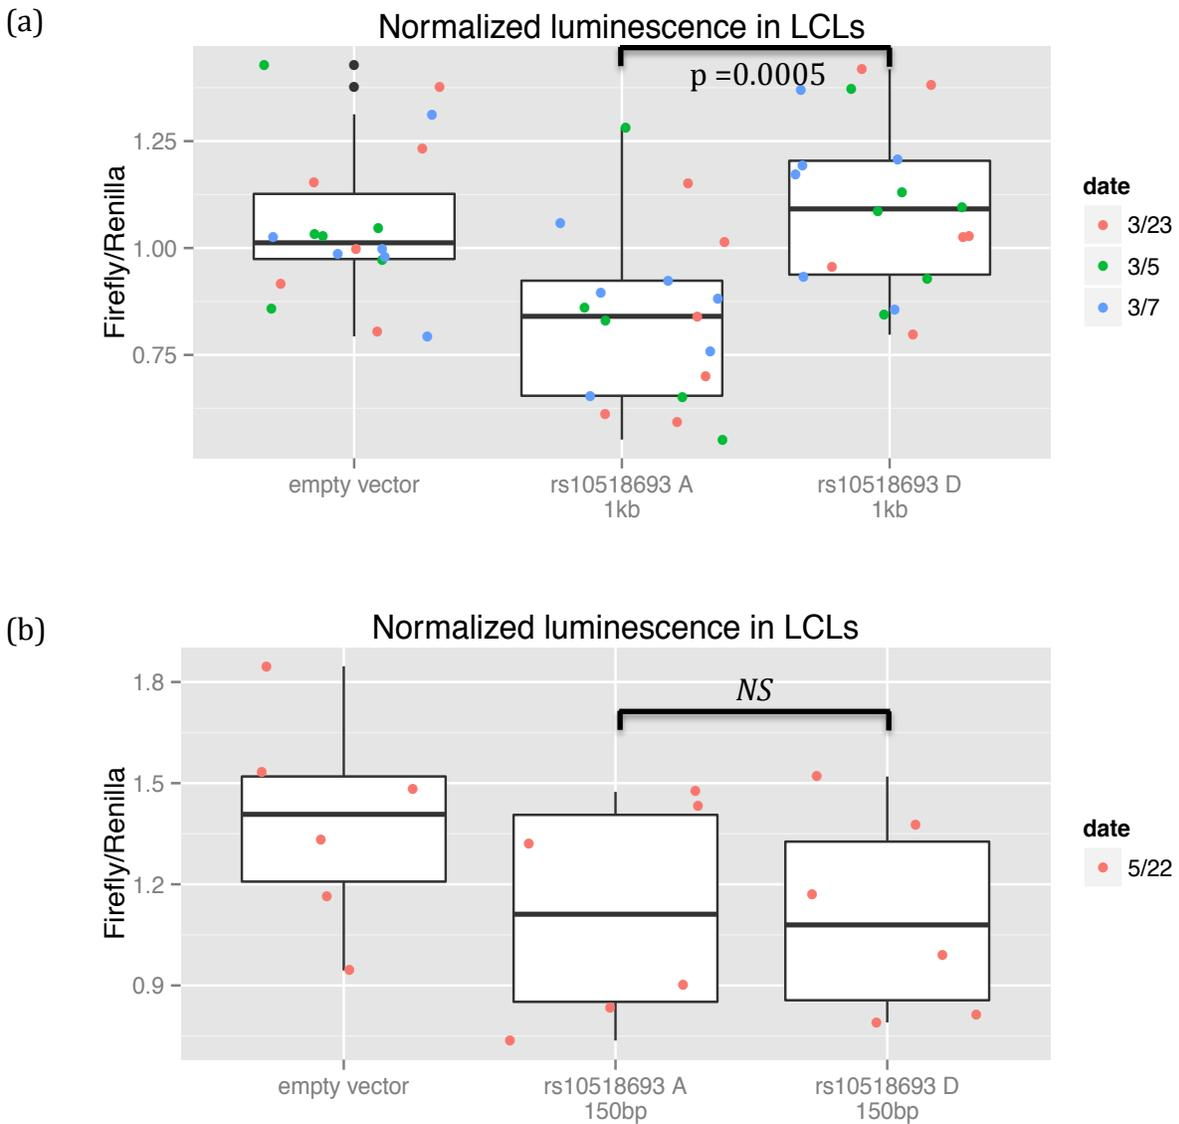 (a)
Normalized luminescence in LCLs
p =0.0005
1.25
1.00
0.75
Firefly/Renilla
empty vector
rs10518693 A
1kb
rs10518693 D
1kb
date
3/23
3/5
3/7
(b)
Normalized luminescence in LCLs
NS
1.8
1.5
1.2
0.9
Firefly/Renilla
empty vector
rs10518693 A
150bp
rs10518693 D
150bp
date
5/22